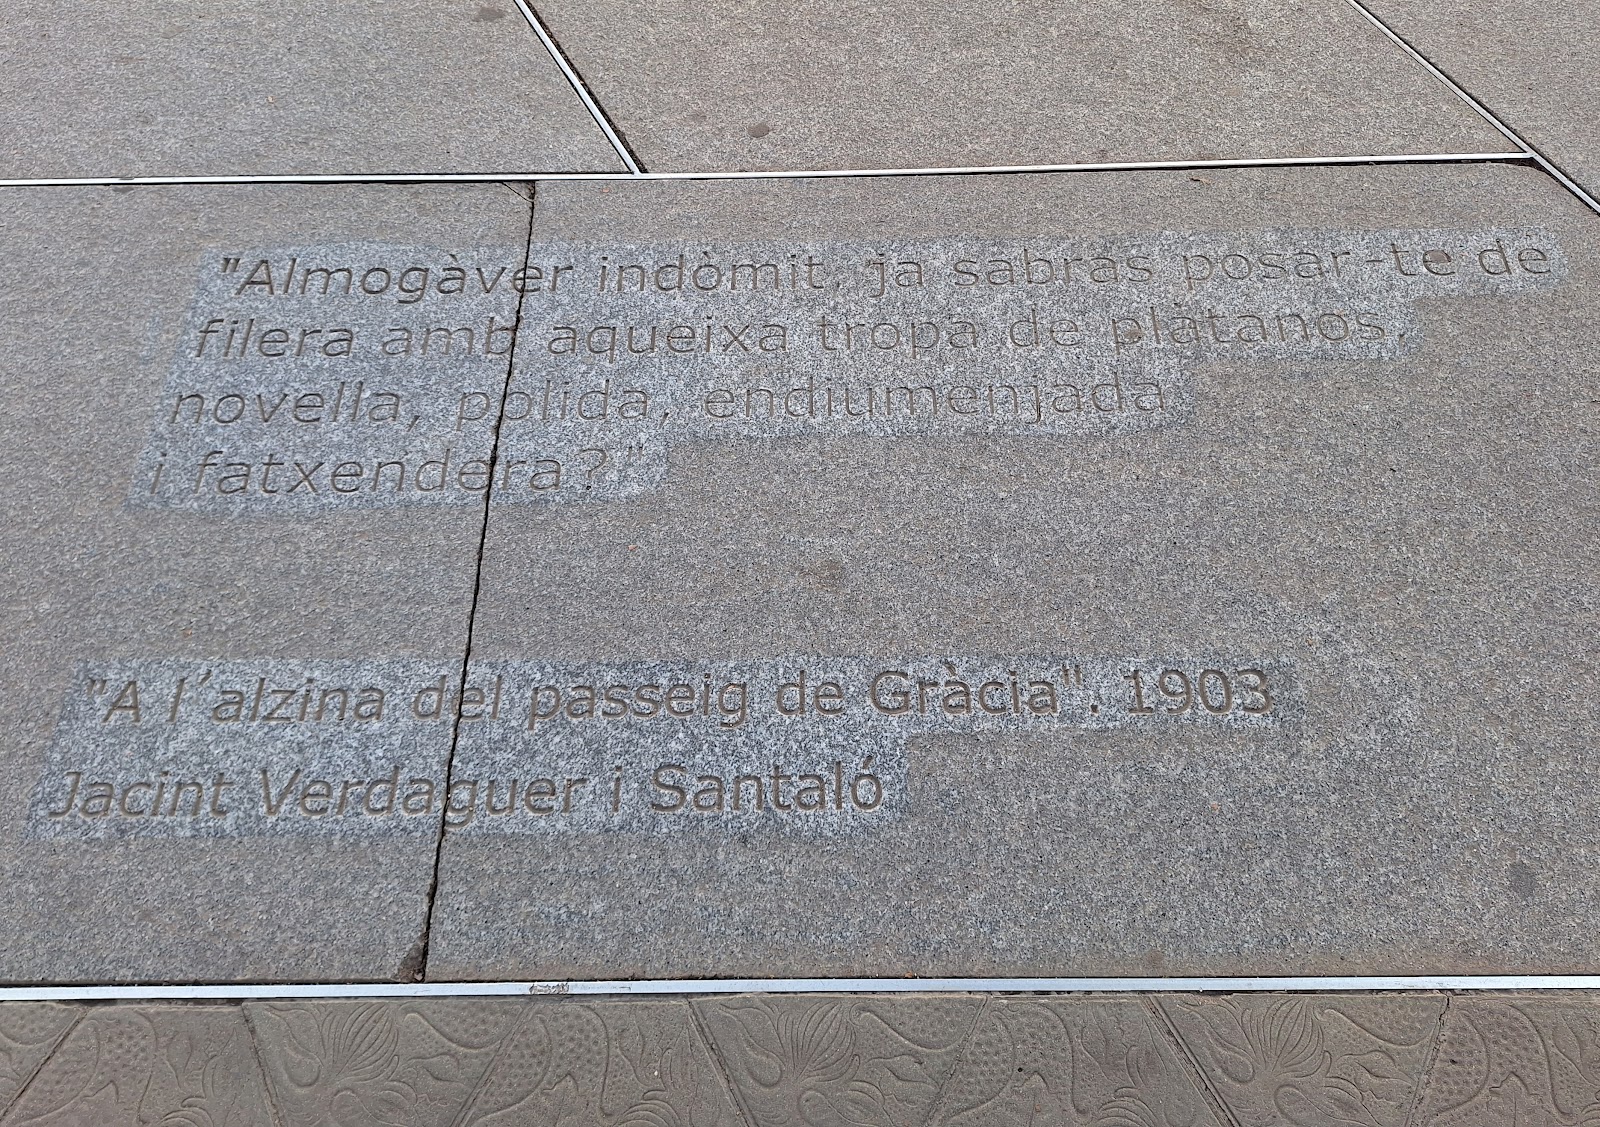 "Almogàver indòmit, ja sabràs posar-te de
filera amb aqueixa tropa de plàtanos,
novella, polida, endiumenjada
i fatxendera?"
"A l´alzina del passeig de Gràcia". 1903
Jacint Verdaguer i Santaló